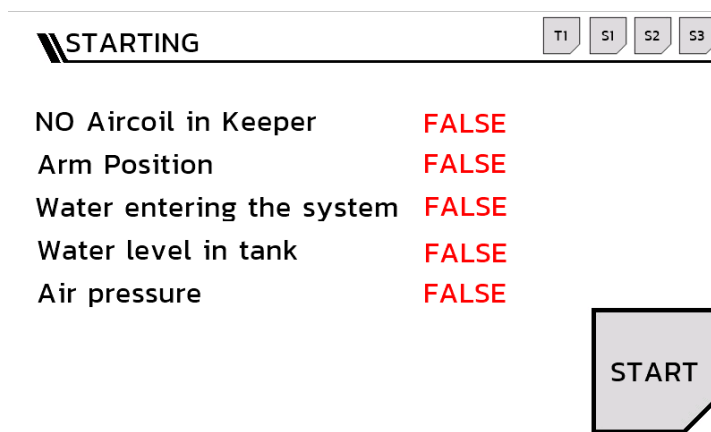 STARTING T1 S1 S2 S3
NO Aircoil in Keeper FALSE
Arm Position FALSE
Water entering the system FALSE
Water level in tank FALSE
Air pressure FALSE
START